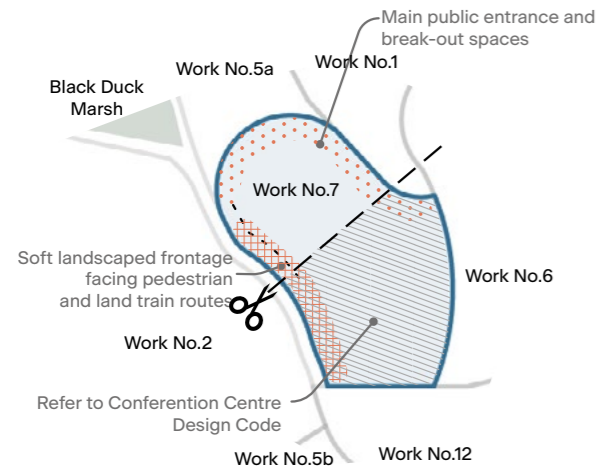 Main public entrance and
break-out spaces
Work No.1
Work No.5a
Black Duck
Marsh
Work No.7
Soft landscaped frontage
facing pedestrian
and land train routes
Work No.6
Work No.2
Refer to Conferention Centre
Design Code
Work No.5b
Work No.12